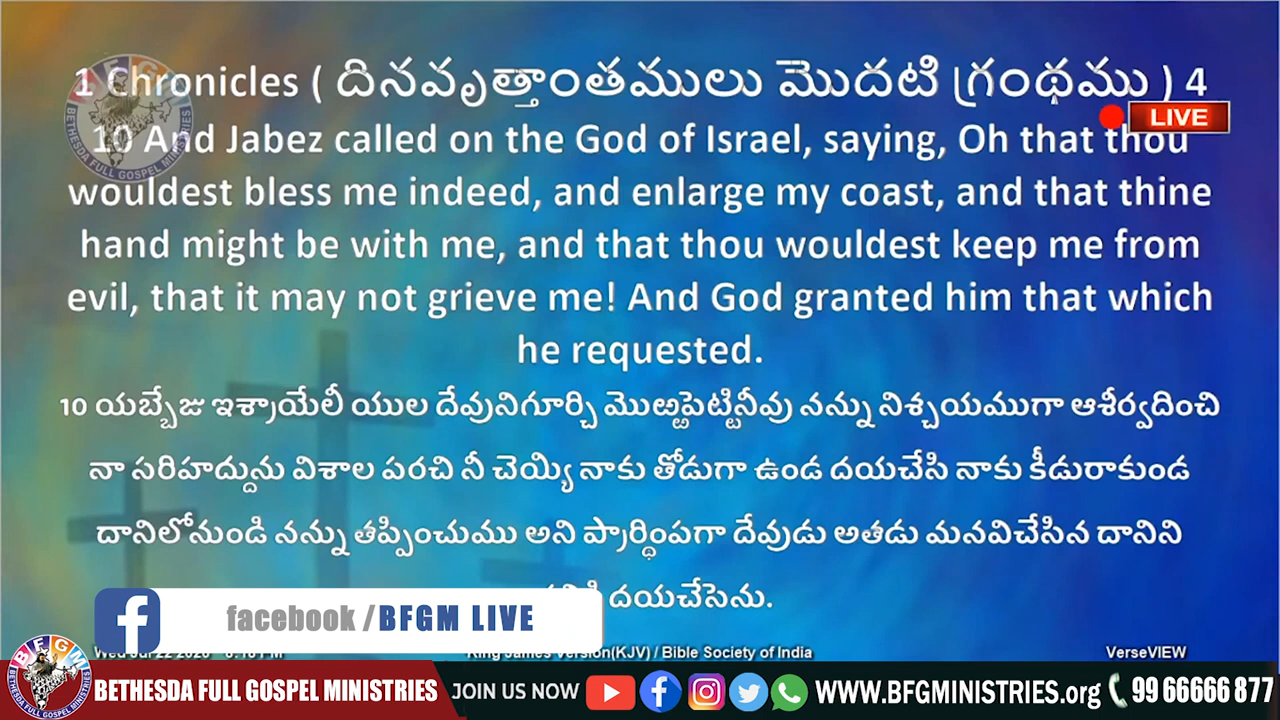 1 Chronicles ( దినవృత్తాంతములు మొదటి గ్రంథము ) 4
LIVE
10 And Jabez called on the God of Israel, saying, Oh that thou
wouldest bless me indeed, and enlarge my coast, and that thine
hand might be with me, and that thou wouldest keep me from
evil, that it may not grieve me! And God granted him that which
he requested.
10 యబ్బేజు ఇశ్రాయేలీ యుల దేవునిగూర్చి మొఱ్ఱపెట్టినీవు నన్ను నిశ్చయముగా ఆశీర్వదించి
నా సరిహద్దును విశాల పరచి నీ చెయ్యి నాకు తోడుగా ఉండ దయచేసి నాకు కీడురాకుండ
దానిలోనుండి నన్ను తప్పించుము అని ప్రార్థింపగా దేవుడు అతడు మనవిచేసిన దానిని
దయచేసెను.
facebook / BFGM LIVE
King James Version(KJV) / Bible Society of India
VerseVIEW
BFGM
BETHESDA FULL GOSPEL MINISTRIES
BETHESDA FULL GOSPEL MINISTRIES JOIN US NOW WWW.BFGMINISTRIES.org 99 66666 877